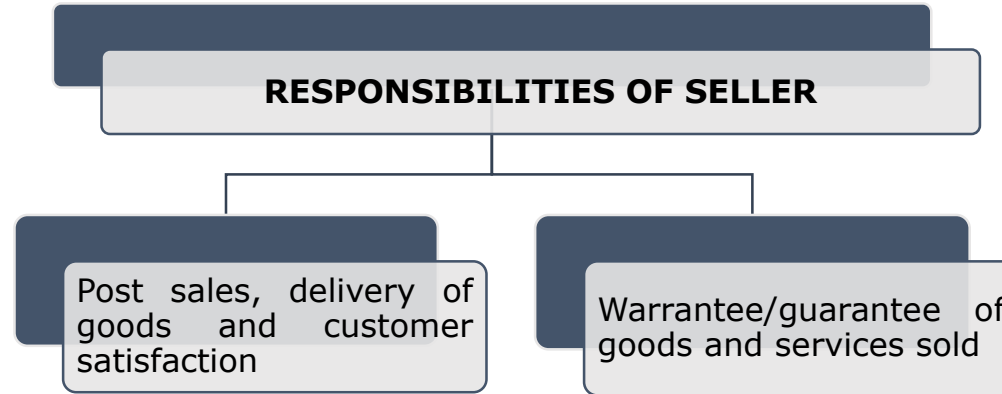 RESPONSIBILITIES OF SELLER
Post sales, delivery of
goods and customer
satisfaction
Warrantee/guarantee of
goods and services sold